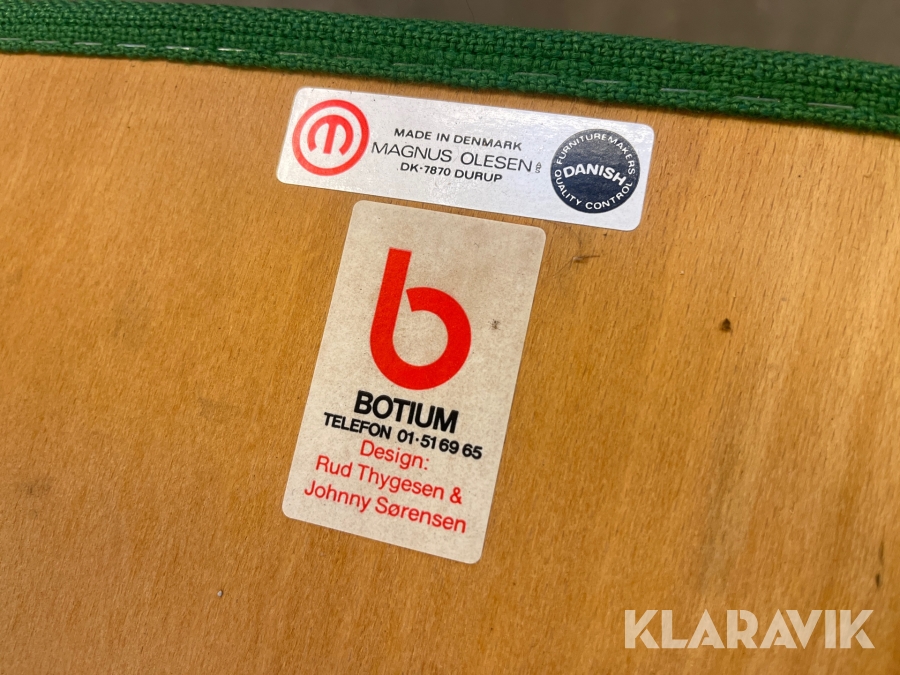 MADE IN DENMARK
MAGNUS OLESEN A/S
DK-7870 DURUP
FURNITUREMAKERS
DANISH
QUALITY CONTROL
b
BOTIUM
TELEFON 01·51 69 65
Design:
Rud Thygesen &
Johnny Sørensen
KLARAVIK